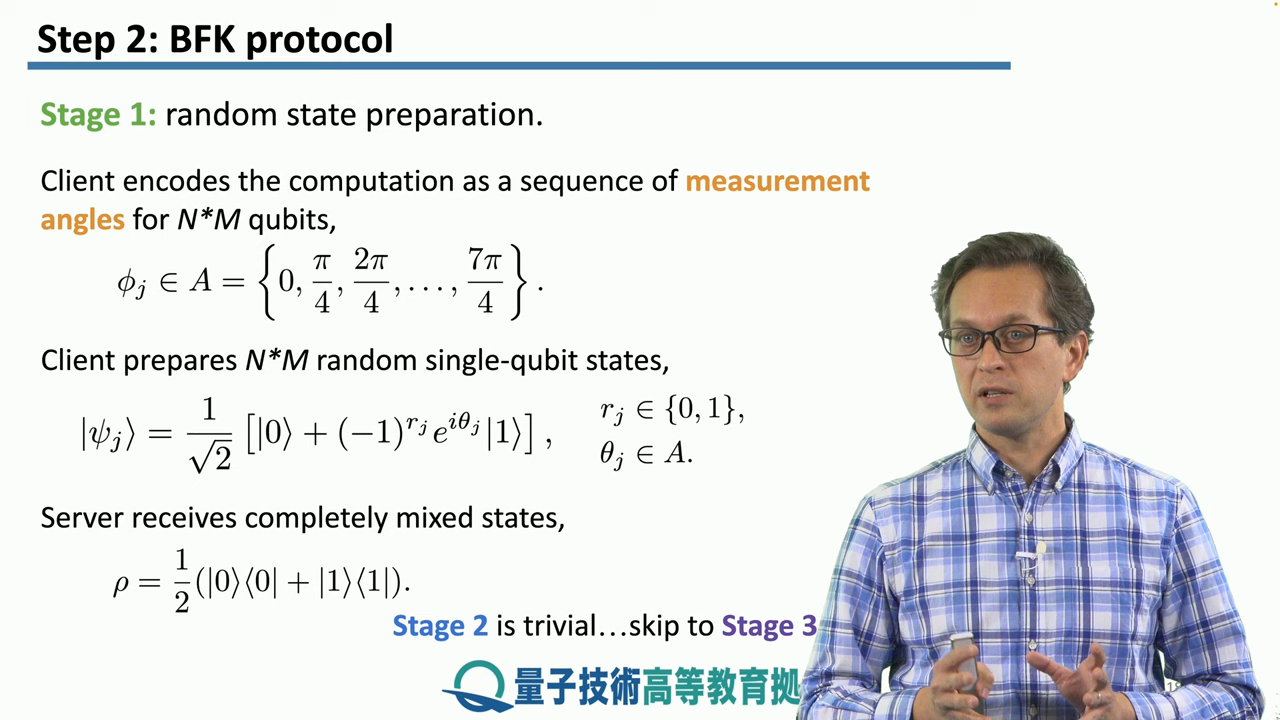 Step 2: BFK protocol
Stage 1: random state preparation.
Client encodes the computation as a sequence of measurement
angles for N*M qubits,
ϕ_j ∈ A = {0, π/4, 2π/4, ..., 7π/4}.
Client prepares N*M random single-qubit states,
|ψ_j⟩ = 1/√2 [|0⟩ + (−1)^{r_j} e^{iθ_j}|1⟩], r_j ∈ {0, 1},
θ_j ∈ A.
Server receives completely mixed states,
ρ = 1/2 (|0⟩⟨0| + |1⟩⟨1|).
Stage 2 is trivial...skip to Stage 3
量子技術高等教育拠